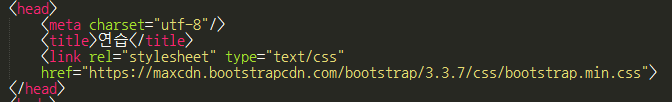 <head>
<meta charset="utf-8"/>
<title>연습</title>
<link rel="stylesheet" type="text/css"
href="https://maxcdn.bootstrapcdn.com/bootstrap/3.3.7/css/bootstrap.min.css">
</head>